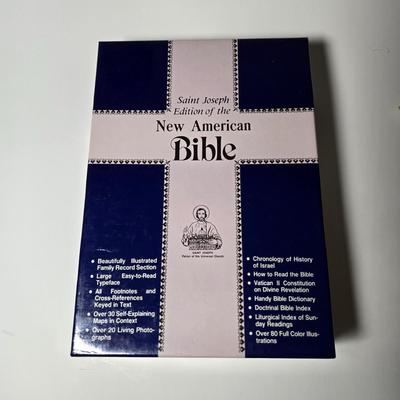 Saint Joseph
Edition of the
New American
Bible
SAINT JOSEPH
Patron of the Universal Church
• Beautifully Illustrated
Family Record Section
• Large Easy-to-Read
Typeface
• All Footnotes and
Cross-References
Keyed in Text
• Over 30 Self-Explaining
Maps in Context
• Over 20 Living Photo-
graphs
• Chronology of History
of Israel
• How to Read the Bible
• Vatican II Constitution
on Divine Revelation
• Handy Bible Dictionary
• Doctrinal Bible Index
• Liturgical Index of Sun-
day Readings
• Over 80 Full Color Illus-
trations